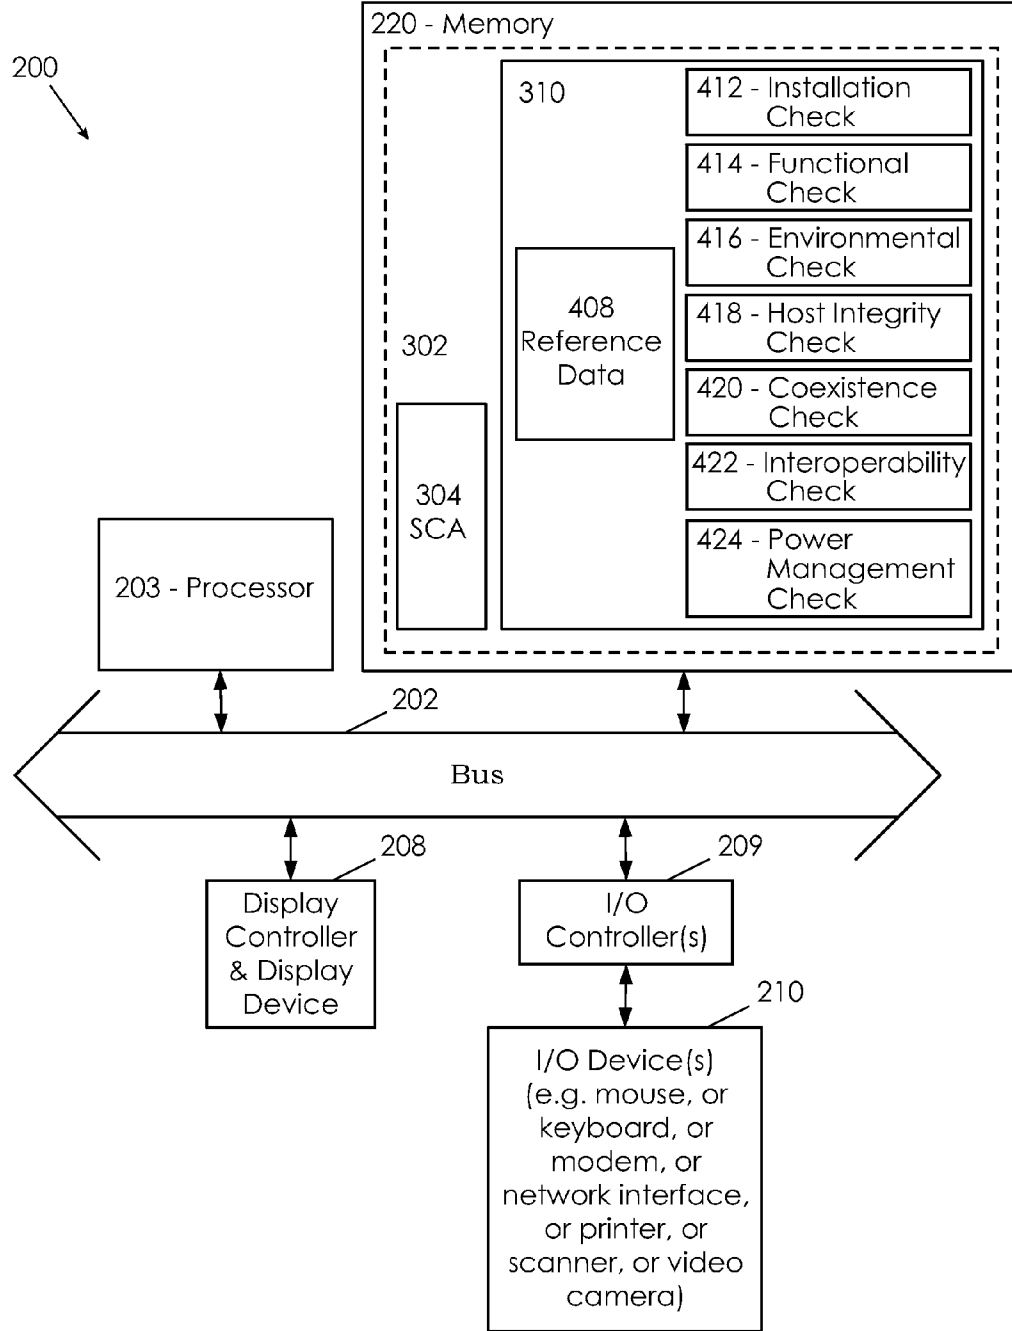 220 - Memory
200
310
412 - Installation
Check
414 - Functional
Check
416 - Environmental
Check
408
Reference
Data
418 - Host Integrity
Check
302
420 - Coexistence
Check
422 - Interoperability
Check
304
SCA
424 - Power
Management
Check
203 - Processor
202
Bus
208
209
Display
Controller
& Display
Device
I/O
Controller(s)
210
I/O Device(s)
(e.g. mouse, or
keyboard, or
modem, or
network interface,
or printer, or
scanner, or video
camera)